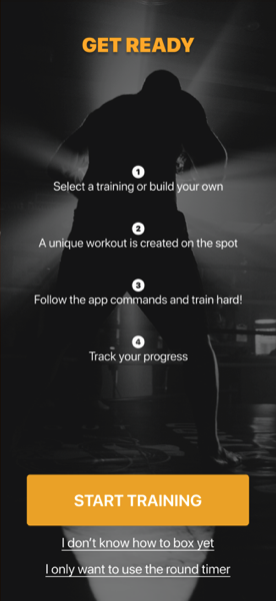 GET READY
1
Select a training or build your own
2
A unique workout is created on the spot
3
Follow the app commands and train hard!
4
Track your progress
START TRAINING
I don't know how to box yet
I only want to use the round timer